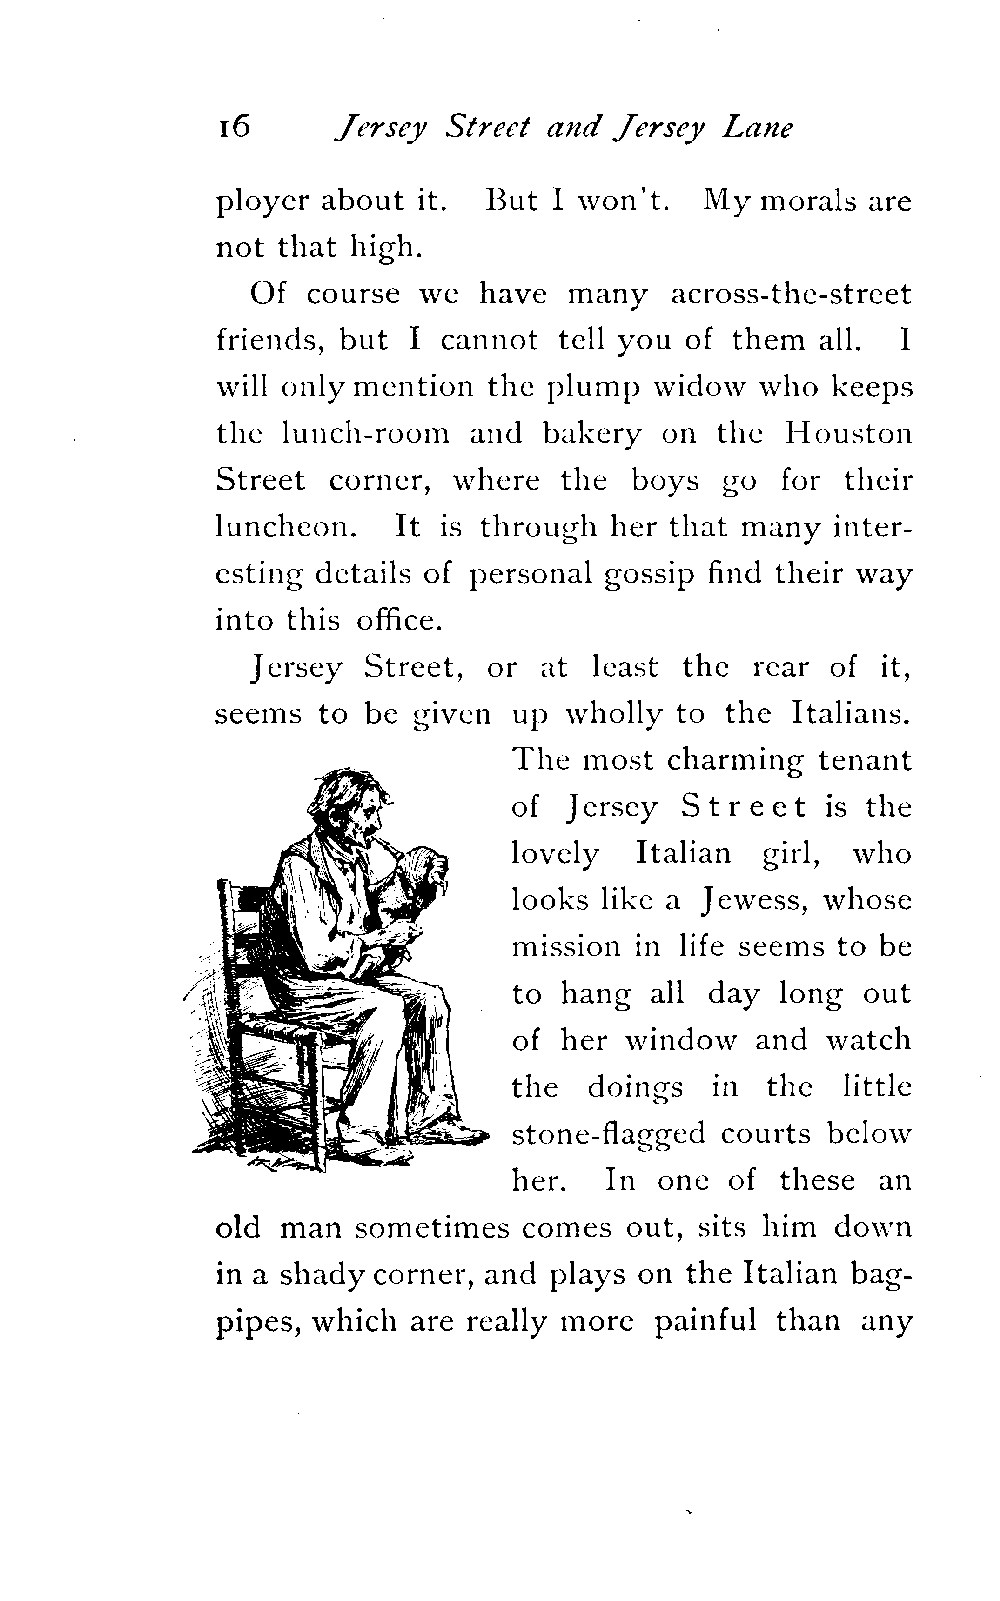 16 Jersey Street and Jersey Lane
ployer about it. But I won't. My morals are
not that high.
Of course we have many across-the-street
friends, but I cannot tell you of them all. I
will only mention the plump widow who keeps
the lunch-room and bakery on the Houston
Street corner, where the boys go for their
luncheon. It is through her that many inter-
esting details of personal gossip find their way
into this office.
Jersey Street, or at least the rear of it,
seems to be given up wholly to the Italians.
The most charming tenant
of Jersey Street is the
lovely Italian girl, who
looks like a Jewess, whose
mission in life seems to be
to hang all day long out
of her window and watch
the doings in the little
stone-flagged courts below
her. In one of these an
old man sometimes comes out, sits him down
in a shady corner, and plays on the Italian bag-
pipes, which are really more painful than any